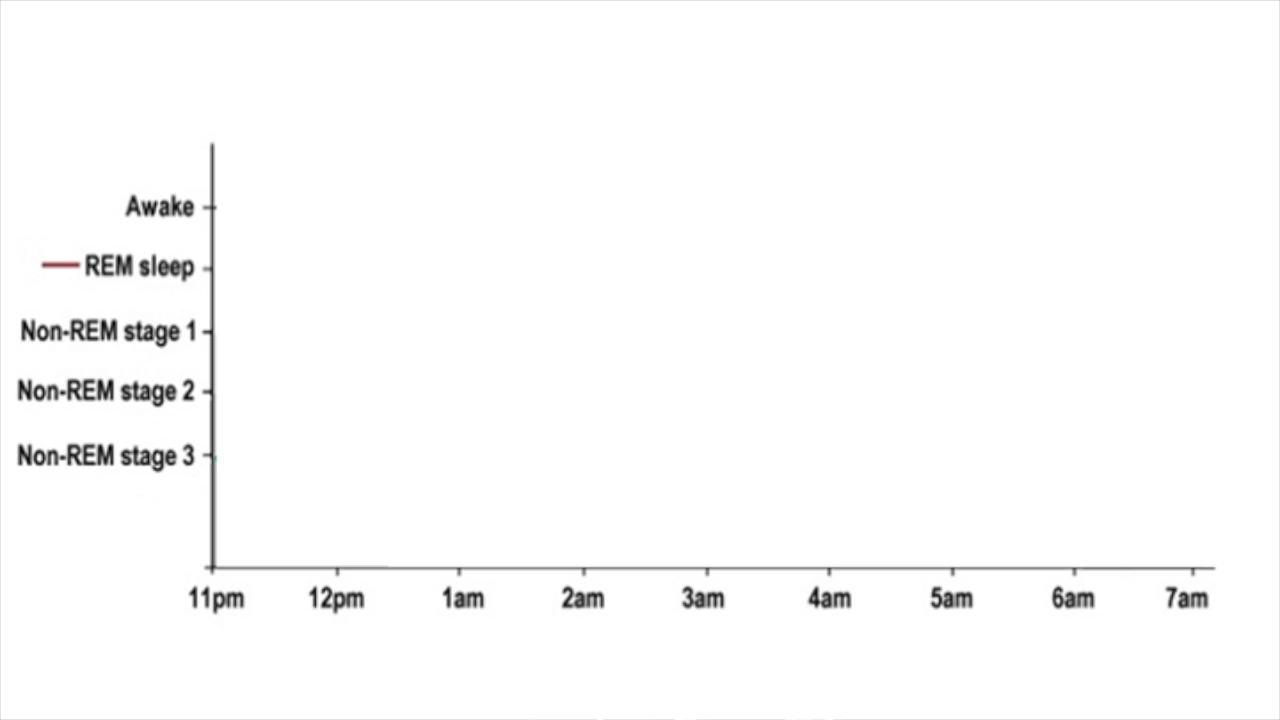 Awake
REM sleep
Non-REM stage 1
Non-REM stage 2
Non-REM stage 3
11pm 12pm 1am 2am 3am 4am 5am 6am 7am